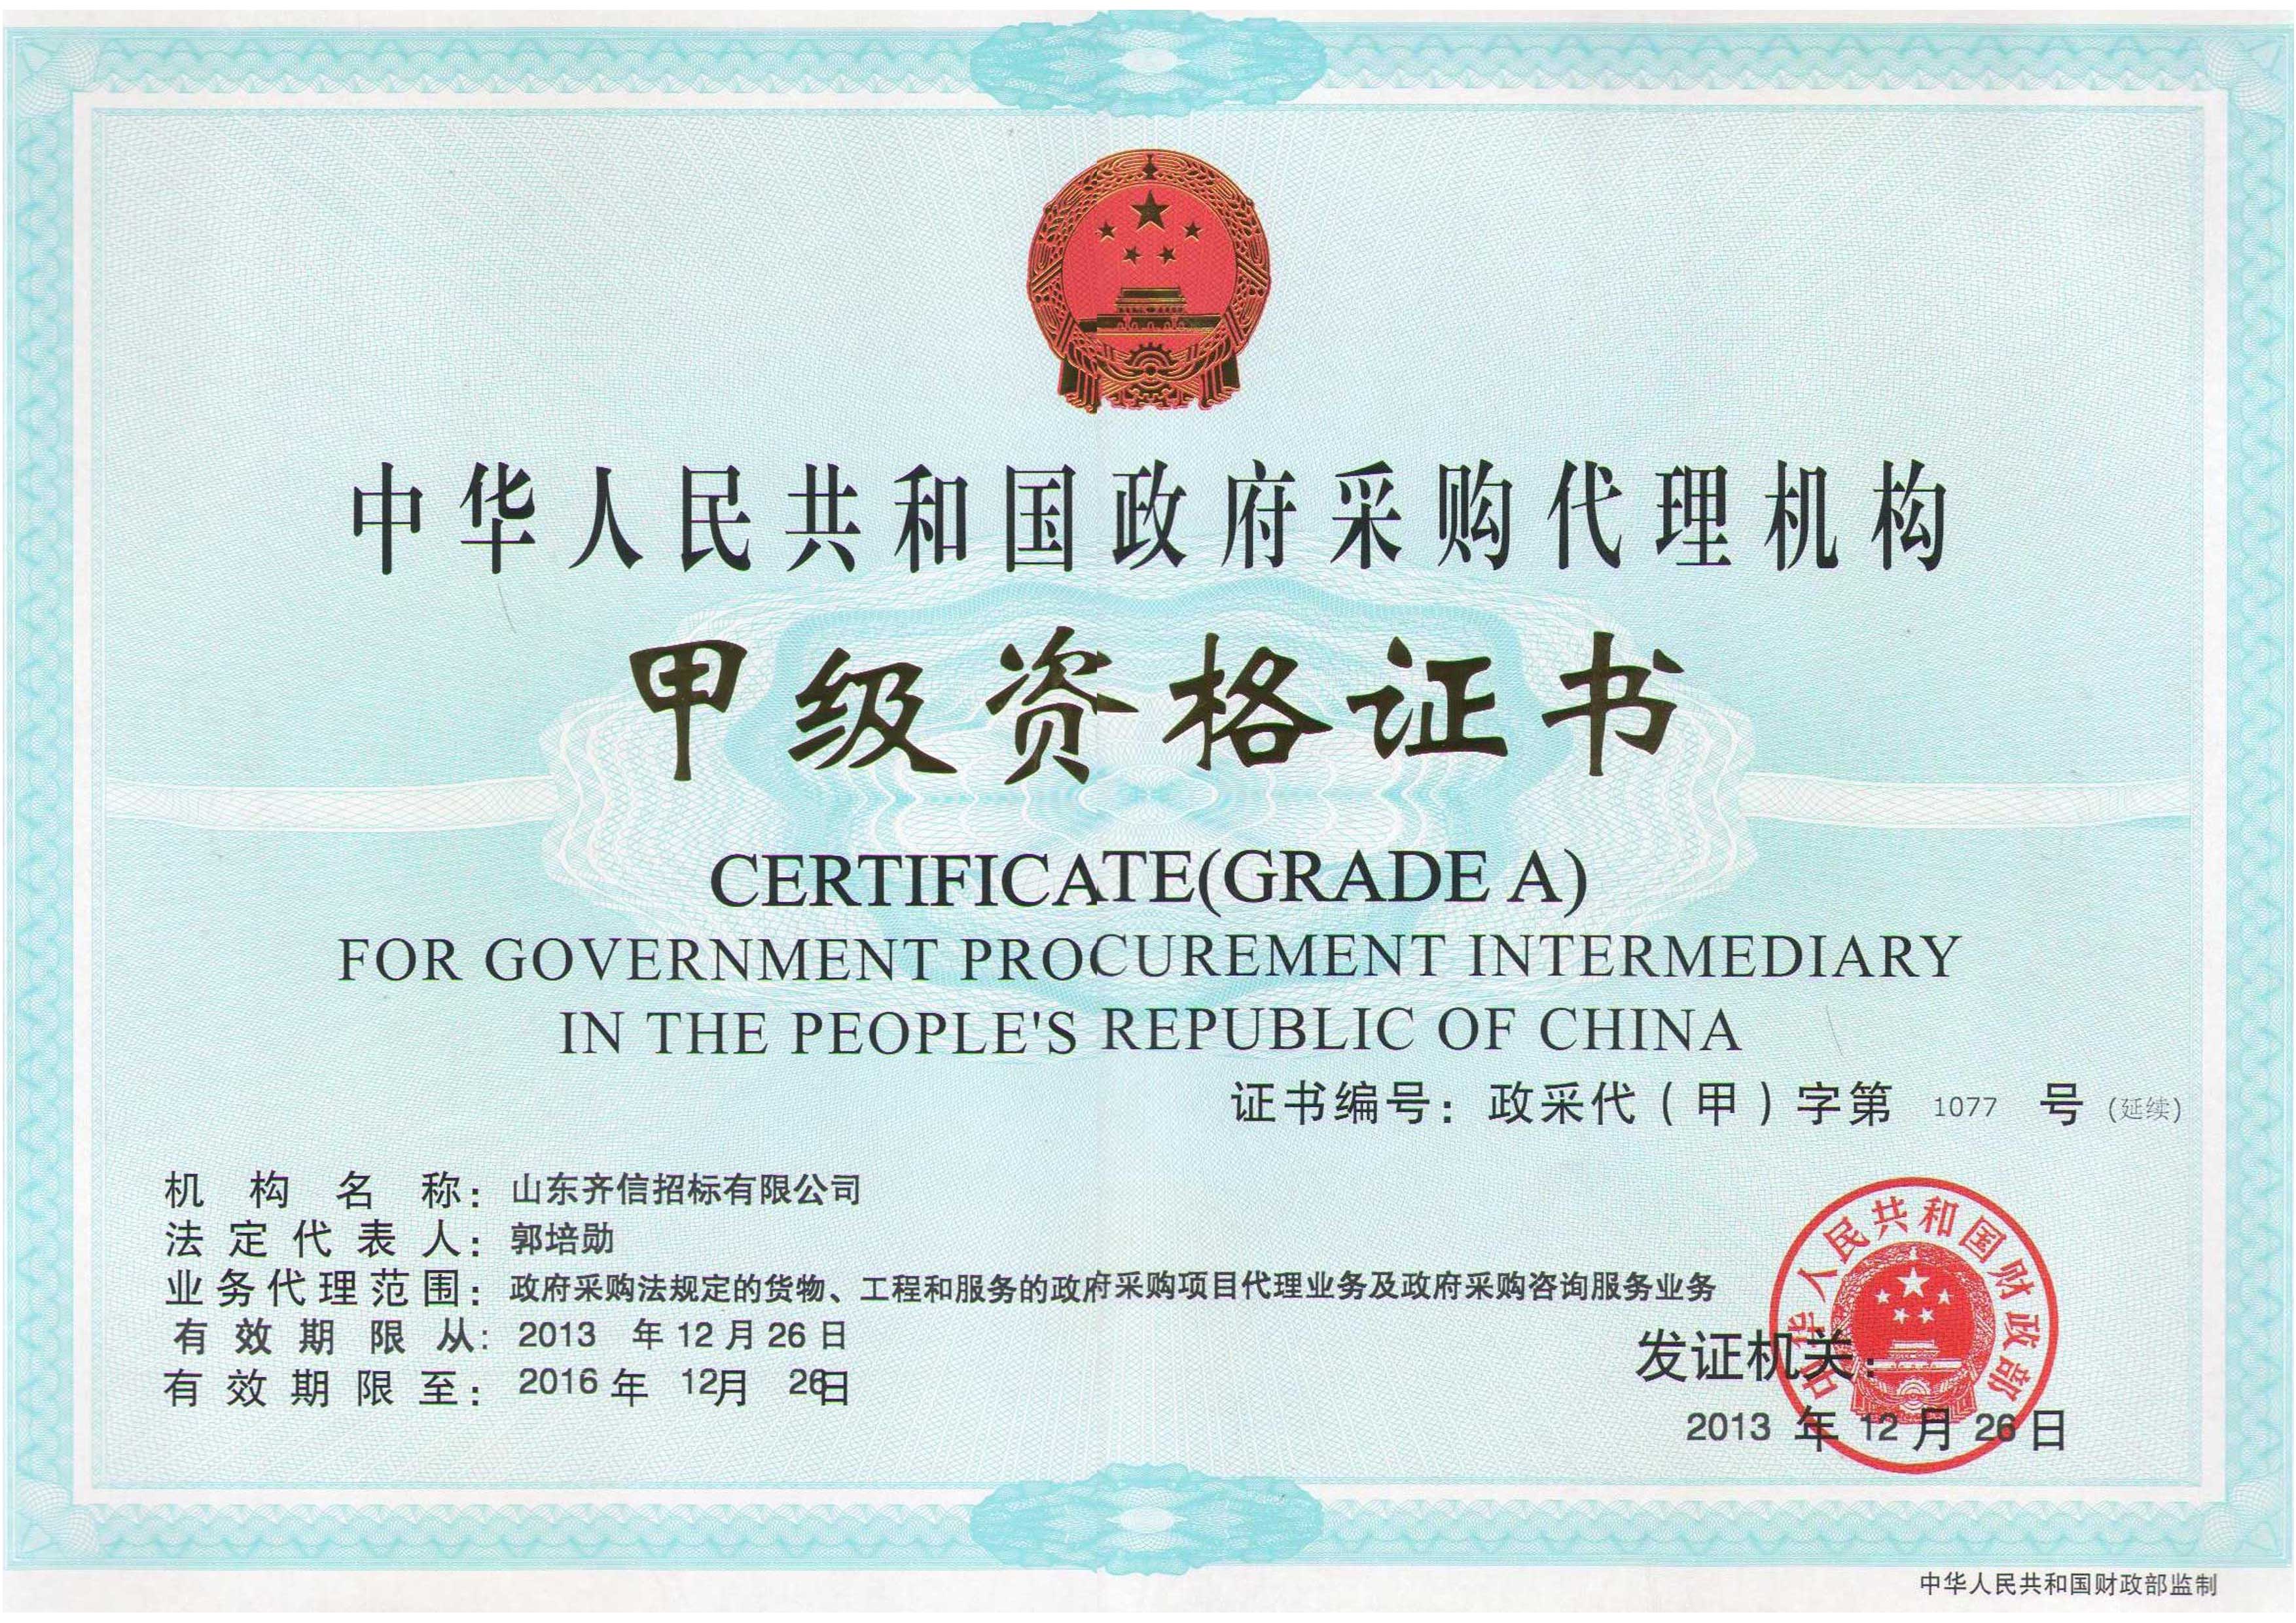 中华人民共和国政府采购代理机构
甲级资格证书
CERTIFICATE(GRADE A)
FOR GOVERNMENT PROCUREMENT INTERMEDIARY
IN THE PEOPLE'S REPUBLIC OF CHINA
证书编号：政采代（甲）字第 1077 号 (延续)
机构名称：山东齐信招标有限公司
法定代表人：郭培勋
业务代理范围：政府采购法规定的货物、工程和服务的政府采购项目代理业务及政府采购咨询服务业务
有效期限从：2013 年 12 月 26 日
有效期限至：2016 年 12月 26日
中华人民共和国财政部
发证机关：
2013 年 12 月 26 日
中华人民共和国财政部监制